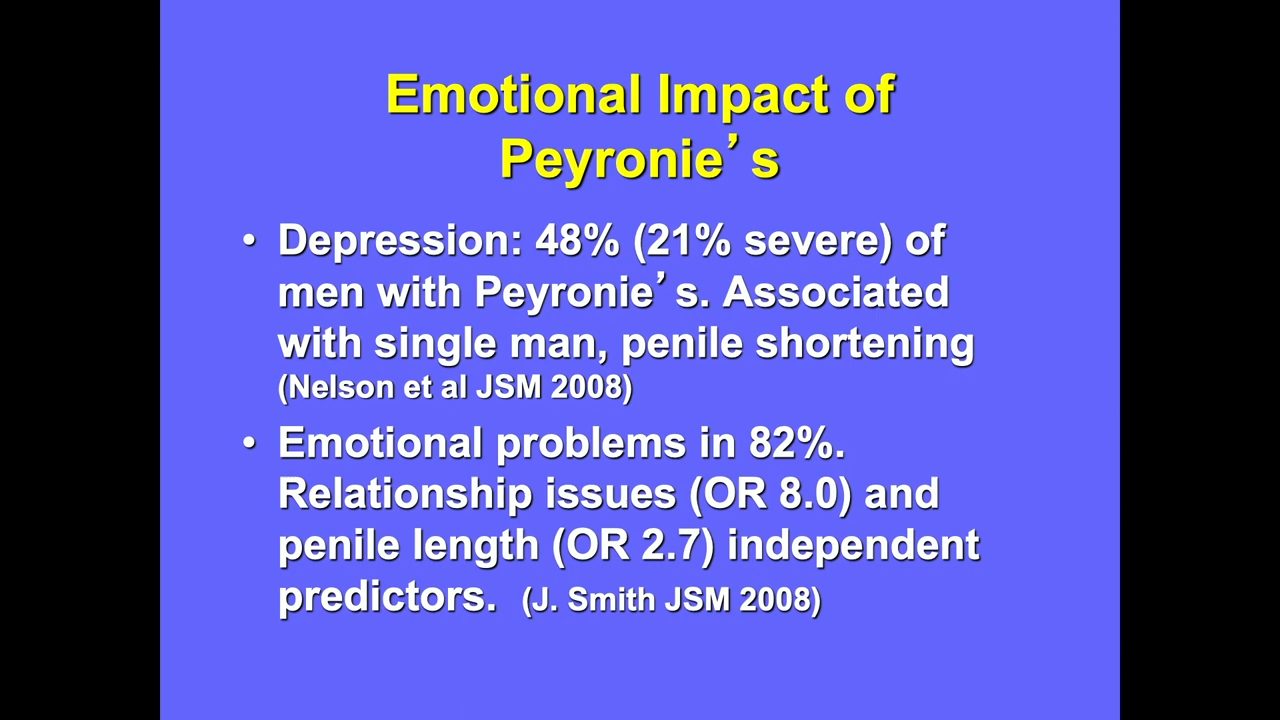 Emotional Impact of
Peyronie’s
• Depression: 48% (21% severe) of
men with Peyronie’s. Associated
with single man, penile shortening
(Nelson et al JSM 2008)
• Emotional problems in 82%.
Relationship issues (OR 8.0) and
penile length (OR 2.7) independent
predictors. (J. Smith JSM 2008)